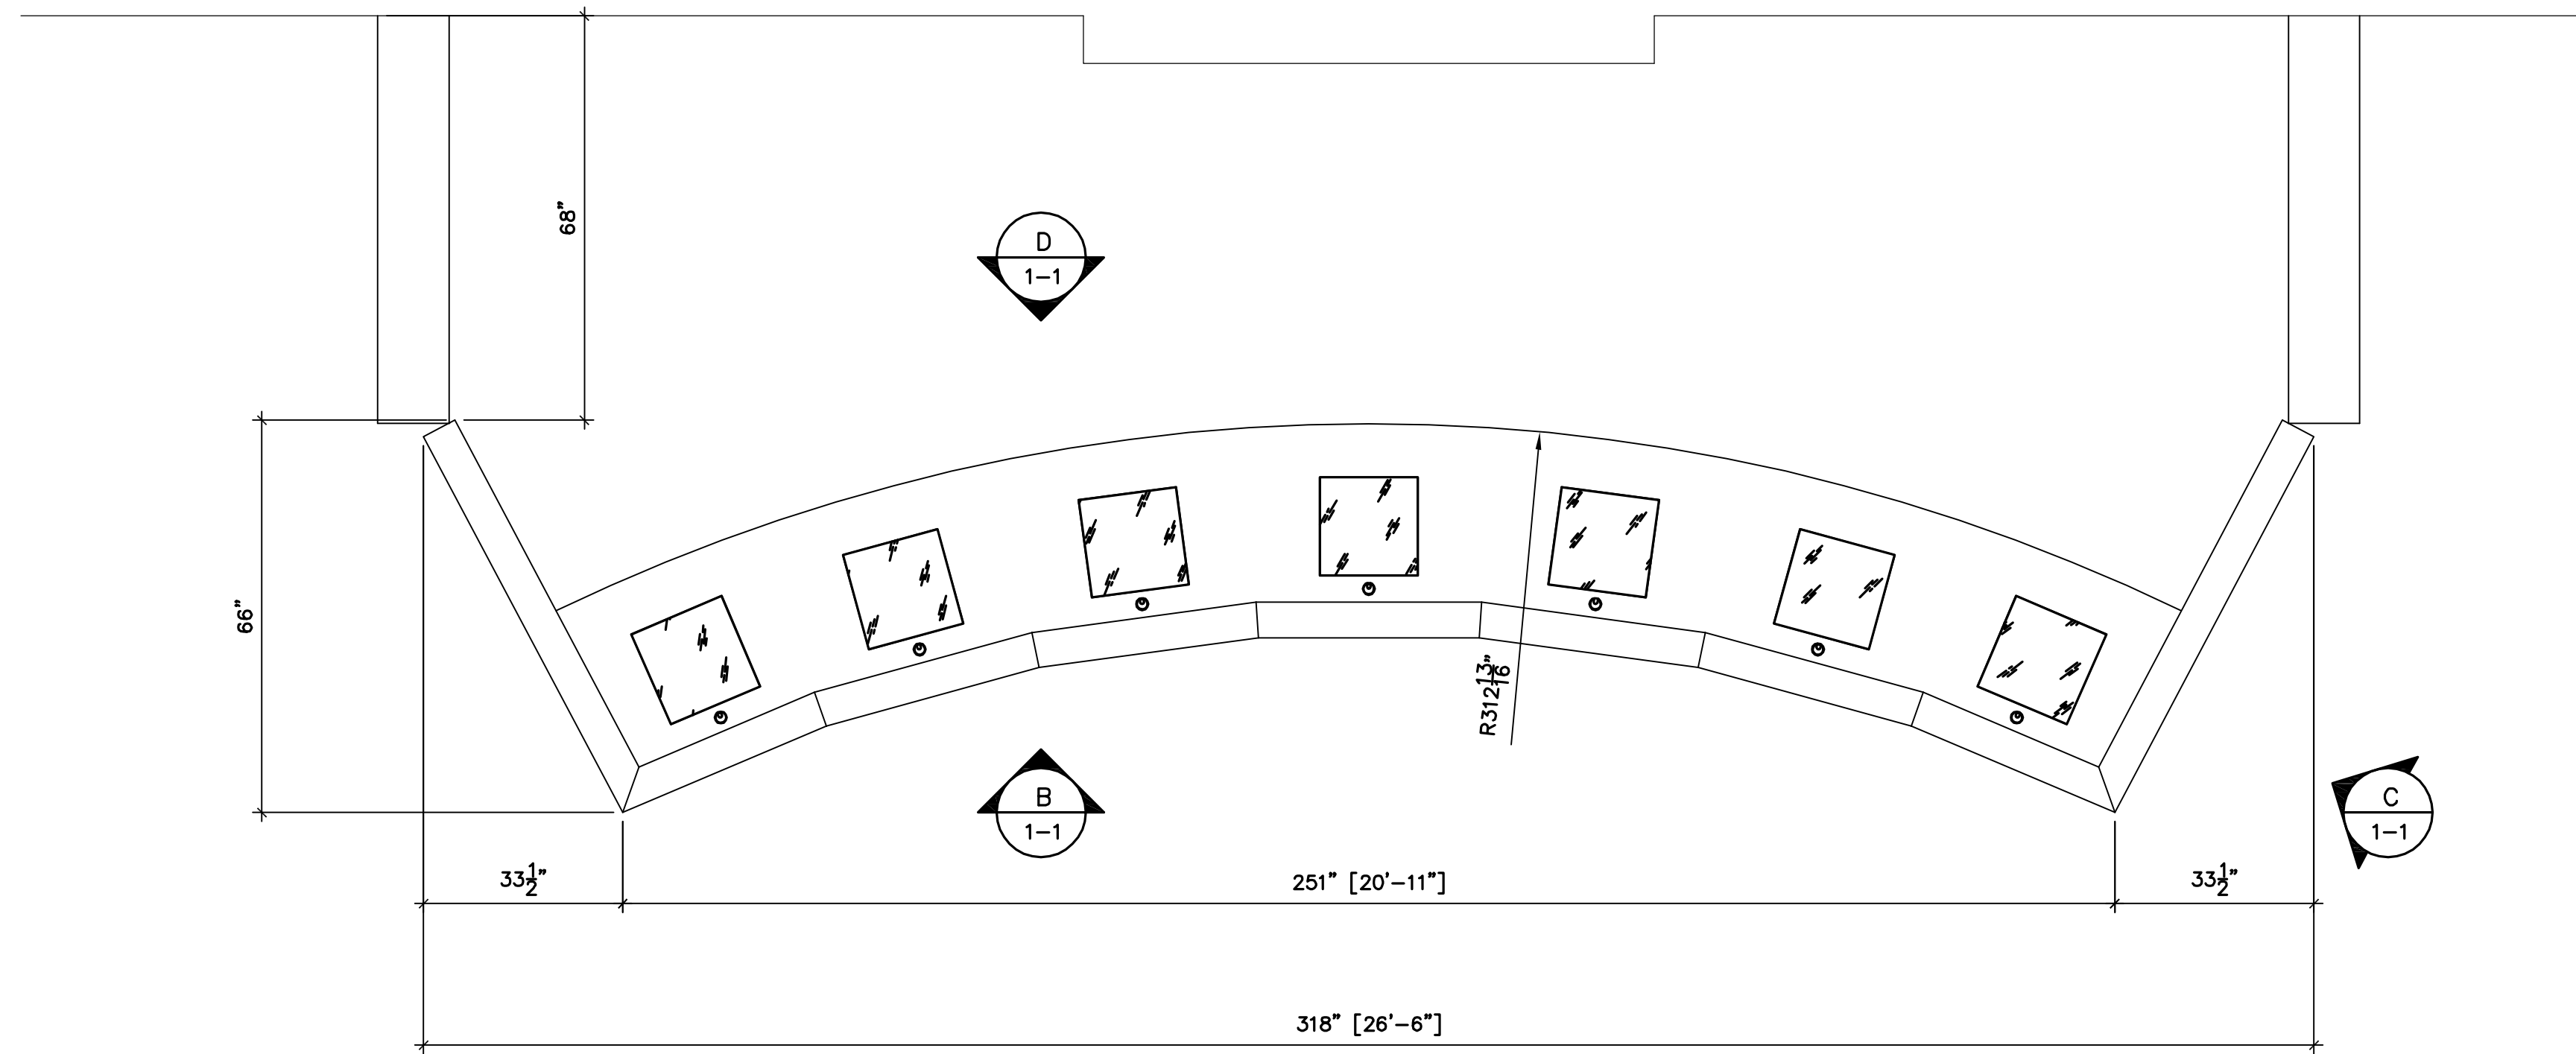 68”
D
1-1
66”
R312 13/16”
B
1-1
C
1-1
33 1/2”
251” [20’-11”]
33 1/2”
318” [26’-6”]